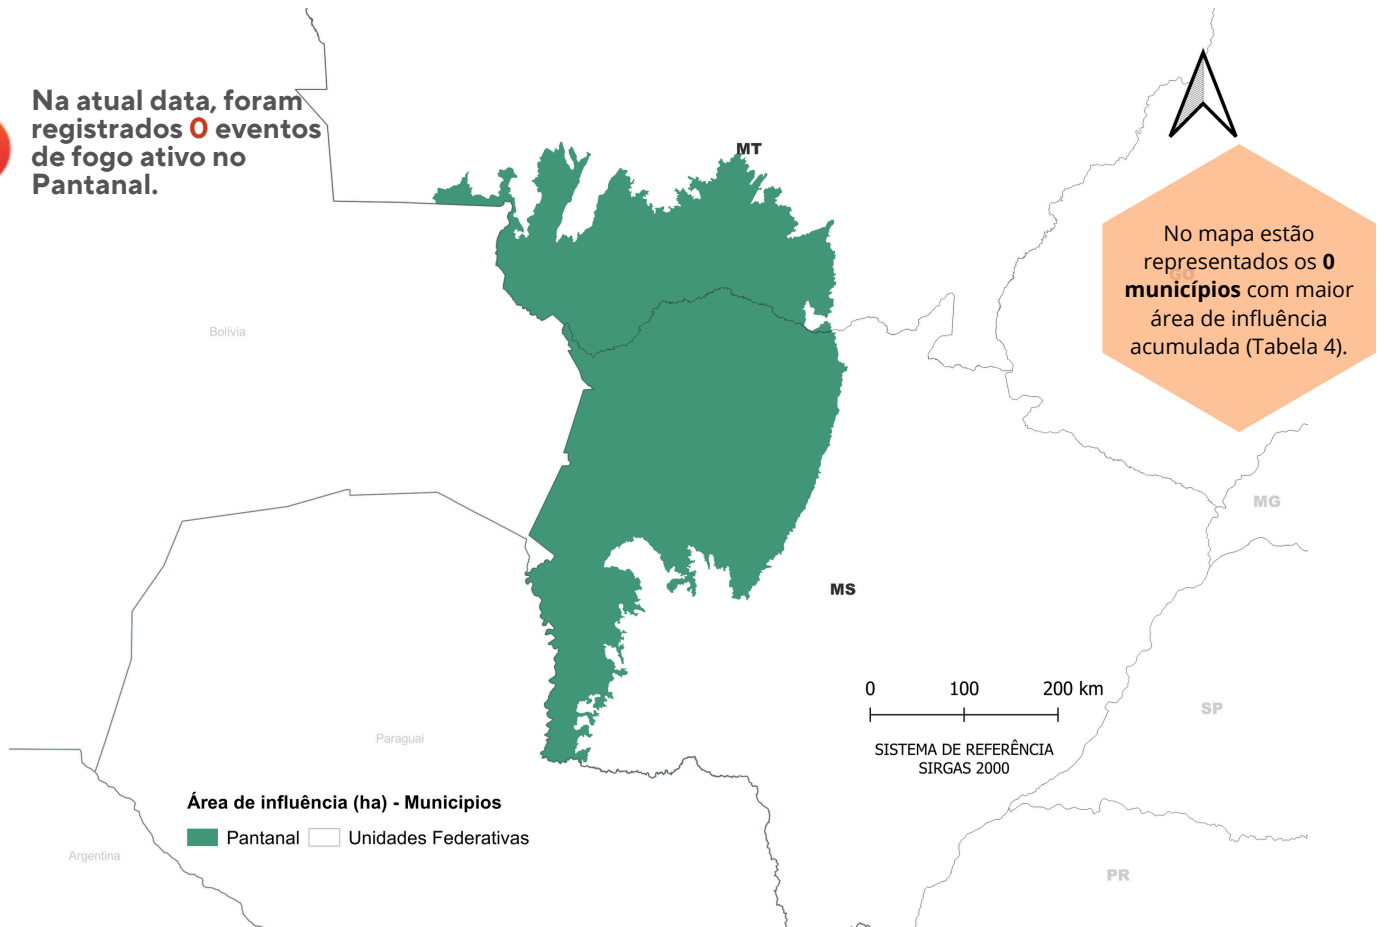 Na atual data, foram
registrados 0 eventos
de fogo ativo no
Pantanal.
MT
No mapa estão
representados os 0
municípios com maior
área de influência
acumulada (Tabela 4).
GO
Bolívia
MG
MS
0 100 200 km
SP
SISTEMA DE REFERÊNCIA
SIRGAS 2000
Paraguai
Área de influência (ha) - Municipios
Pantanal Unidades Federativas
Argentina
PR